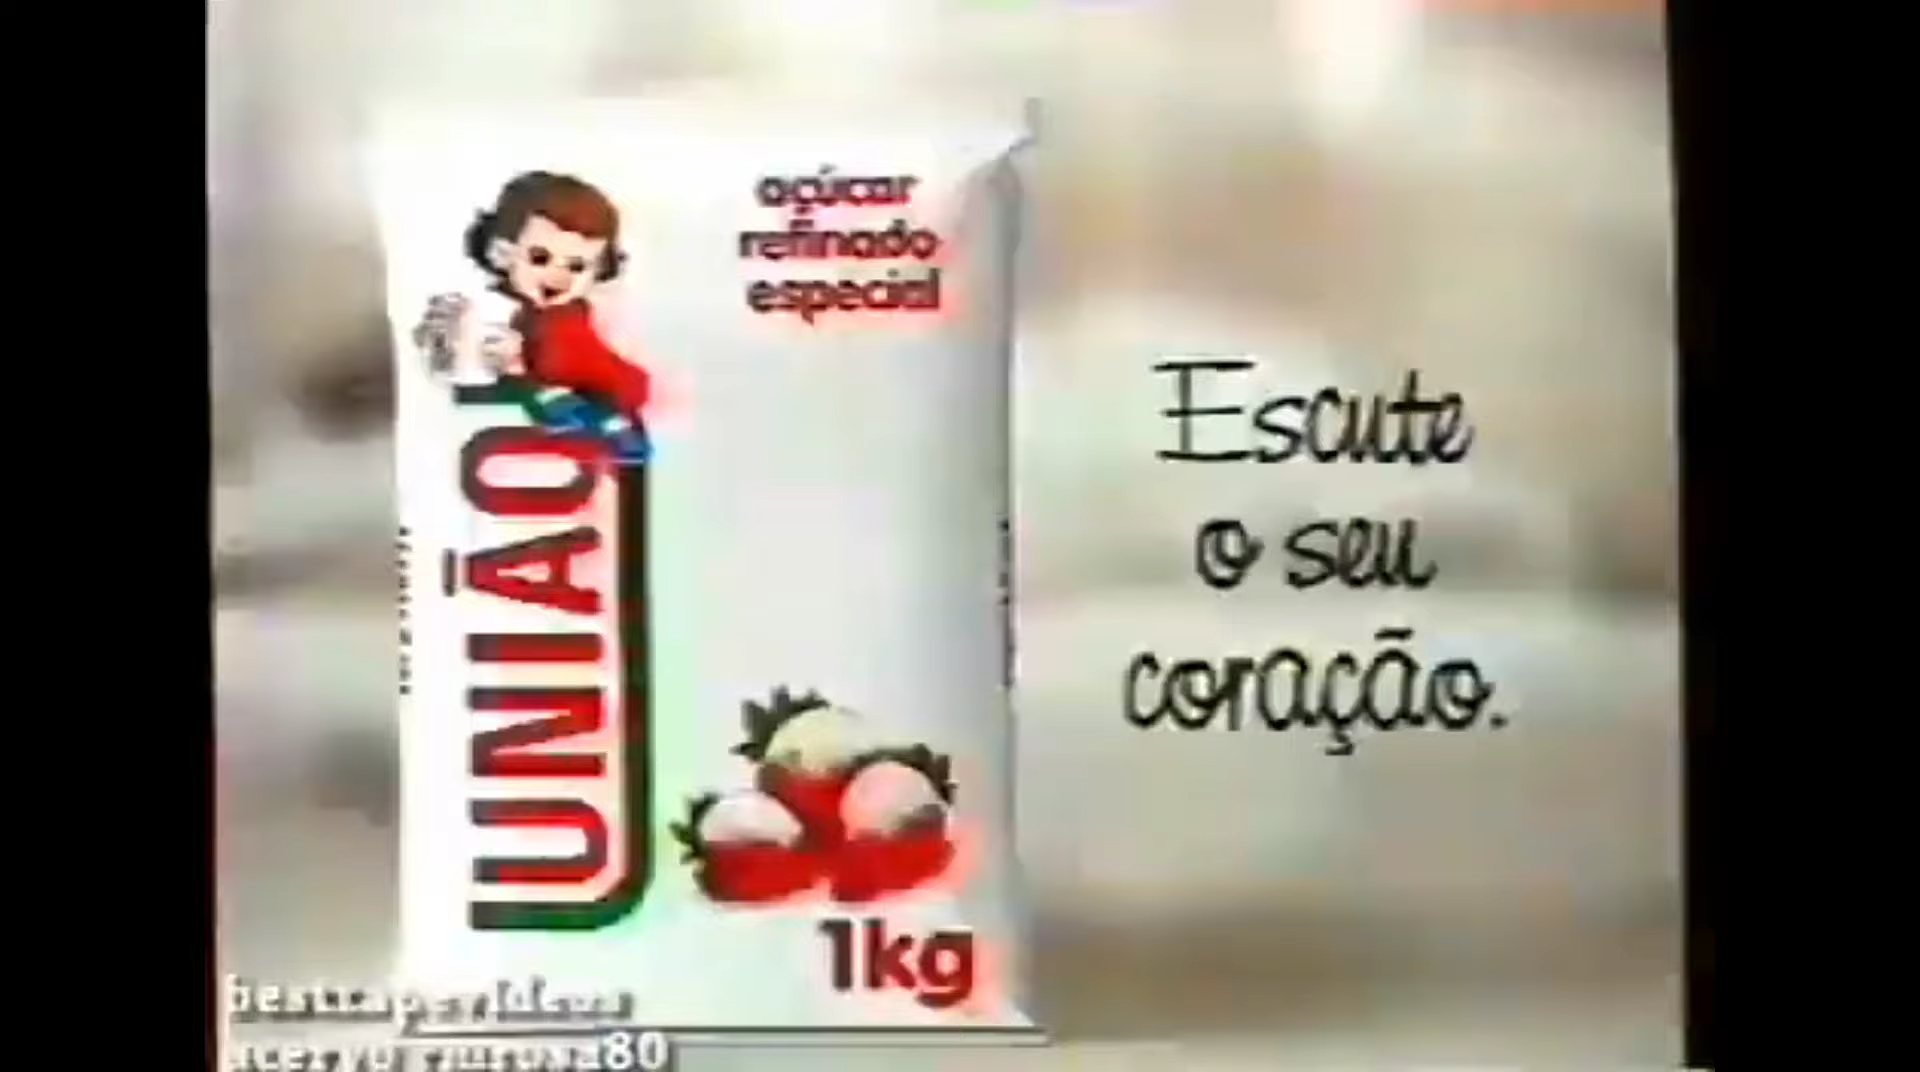 açúcar
refinado
especial
UNIÃO
1kg
Escute
o seu
coração.